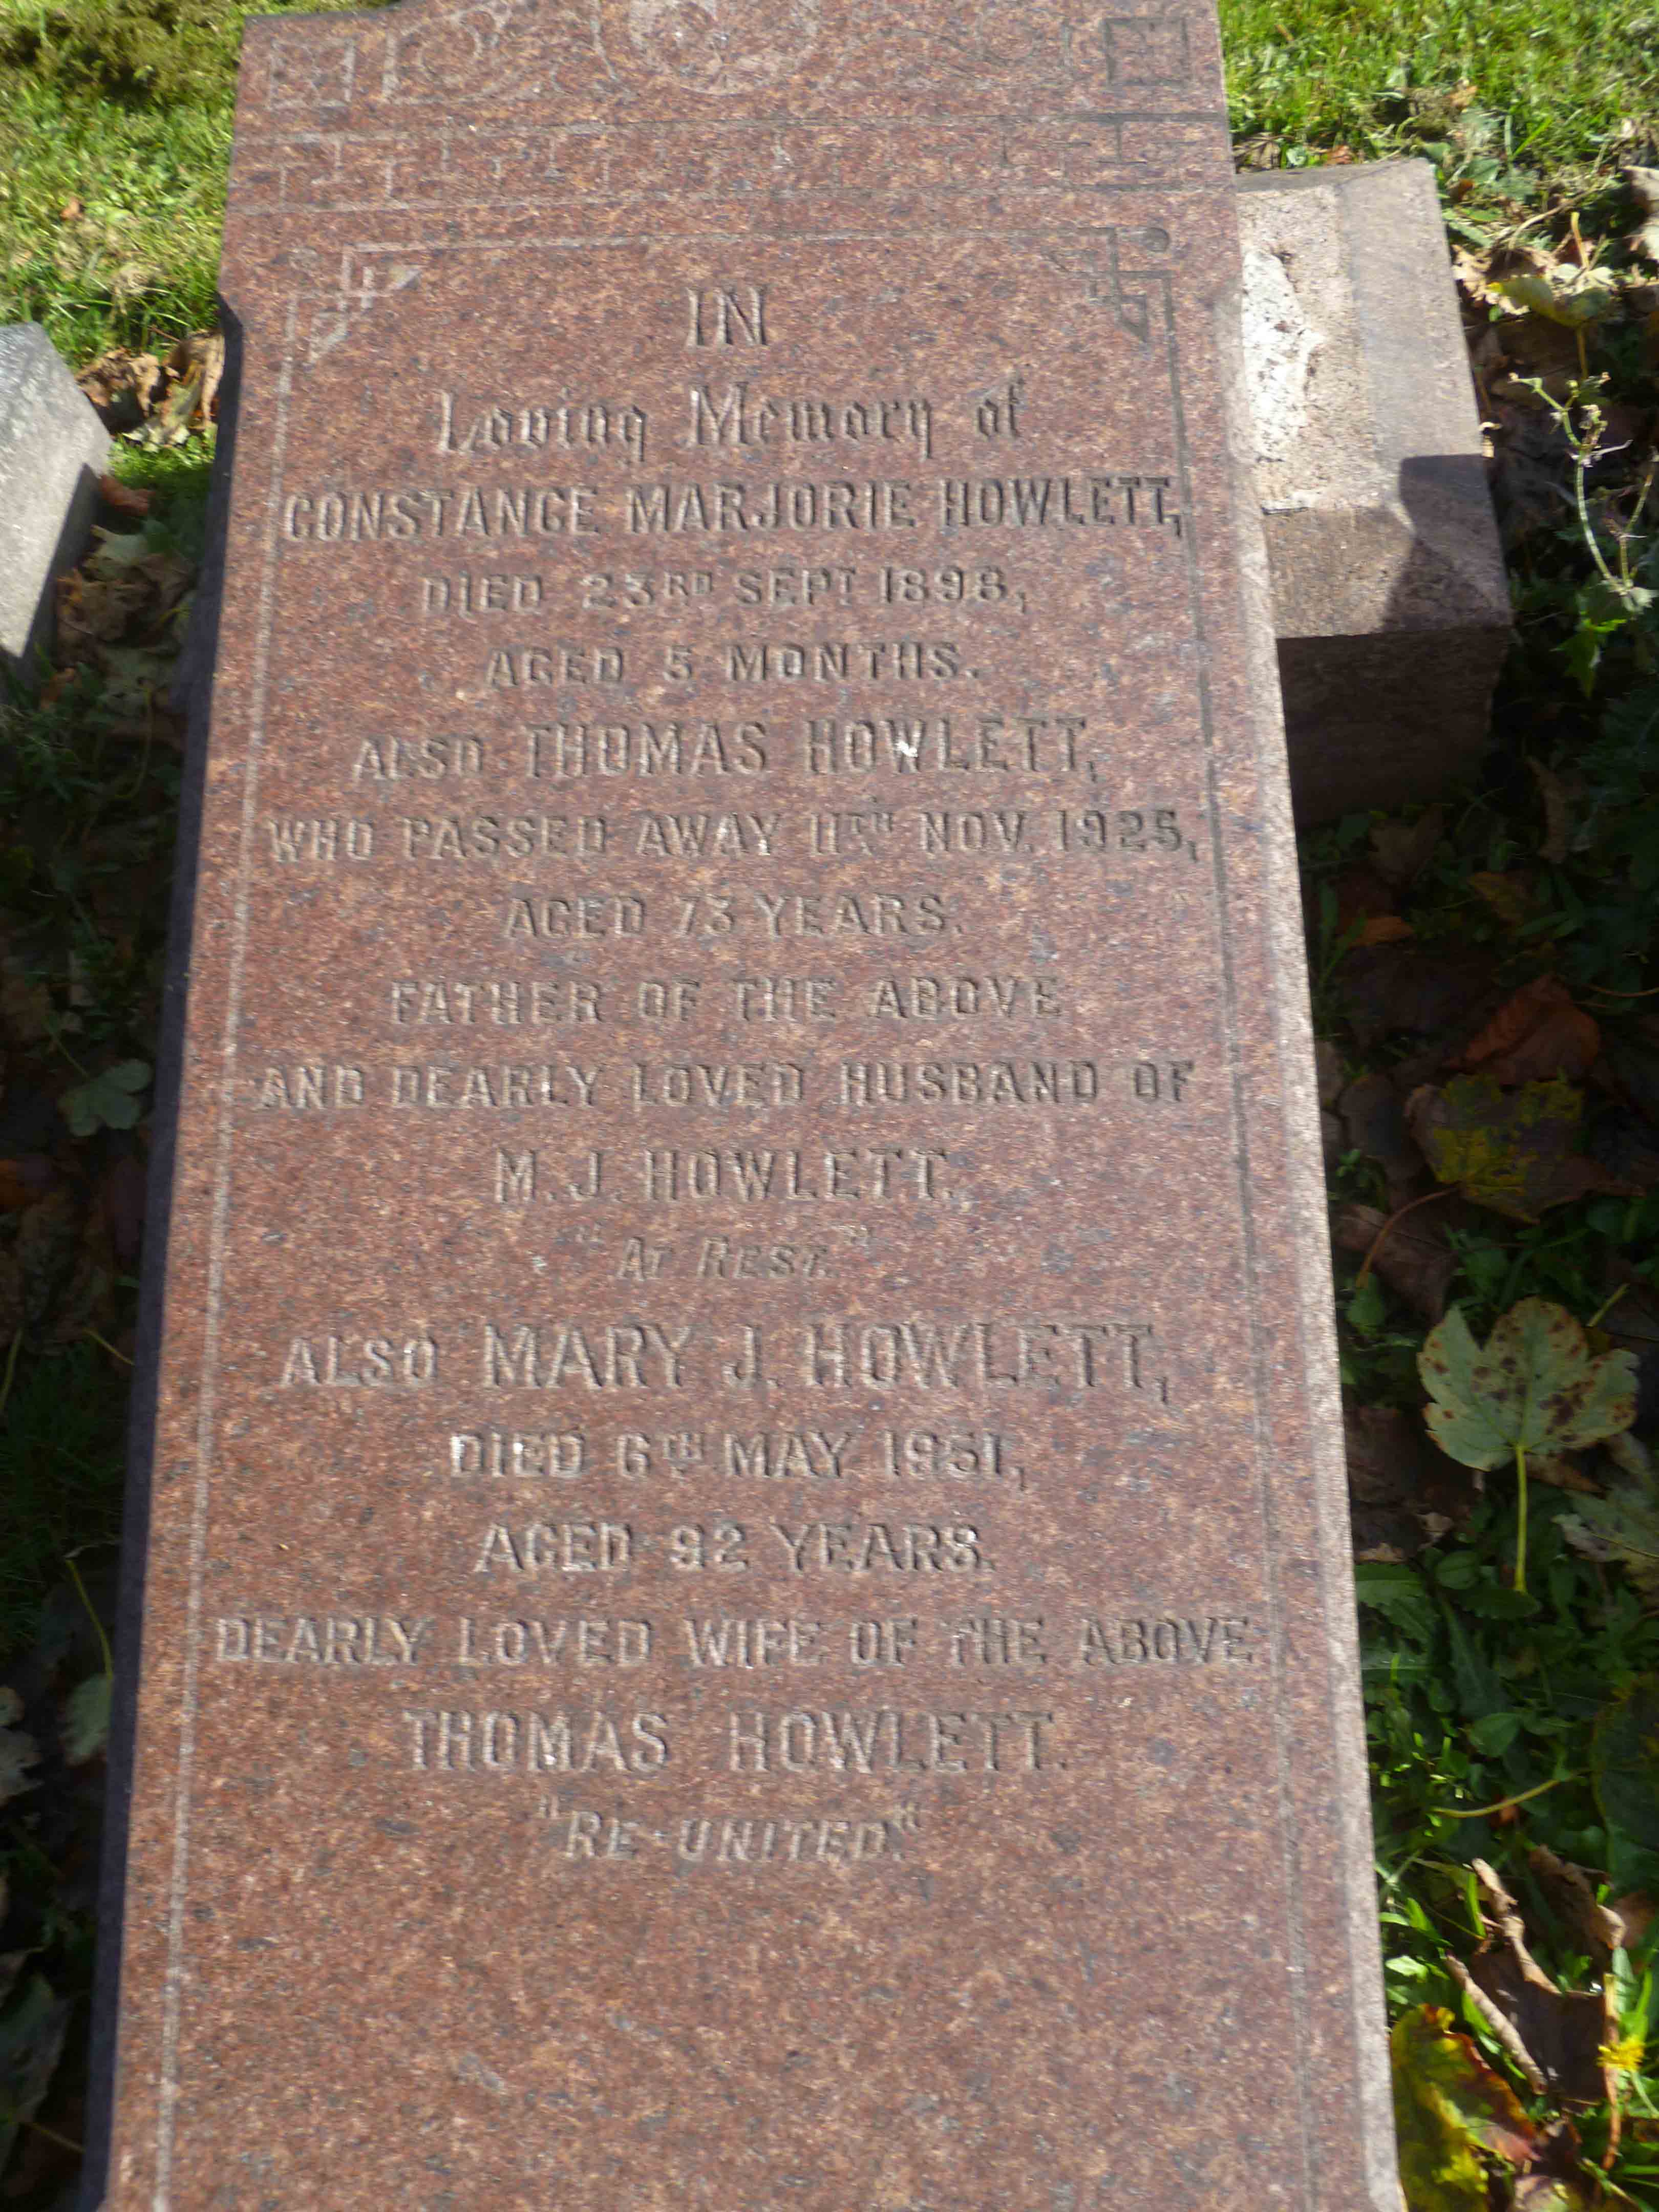 IN
Loving Memory of
CONSTANCE MARJORIE HOWLETT,
DIED 23RD SEPT 1898,
AGED 5 MONTHS.
ALSO THOMAS HOWLETT,
WHO PASSED AWAY 11TH NOV. 1925,
AGED 73 YEARS.
FATHER OF THE ABOVE
AND DEARLY LOVED HUSBAND OF
M. J. HOWLETT.
"AT REST."
ALSO MARY J. HOWLETT,
DIED 6TH MAY 1951,
AGED 92 YEARS.
DEARLY LOVED WIFE OF THE ABOVE
THOMAS HOWLETT.
"RE-UNITED."